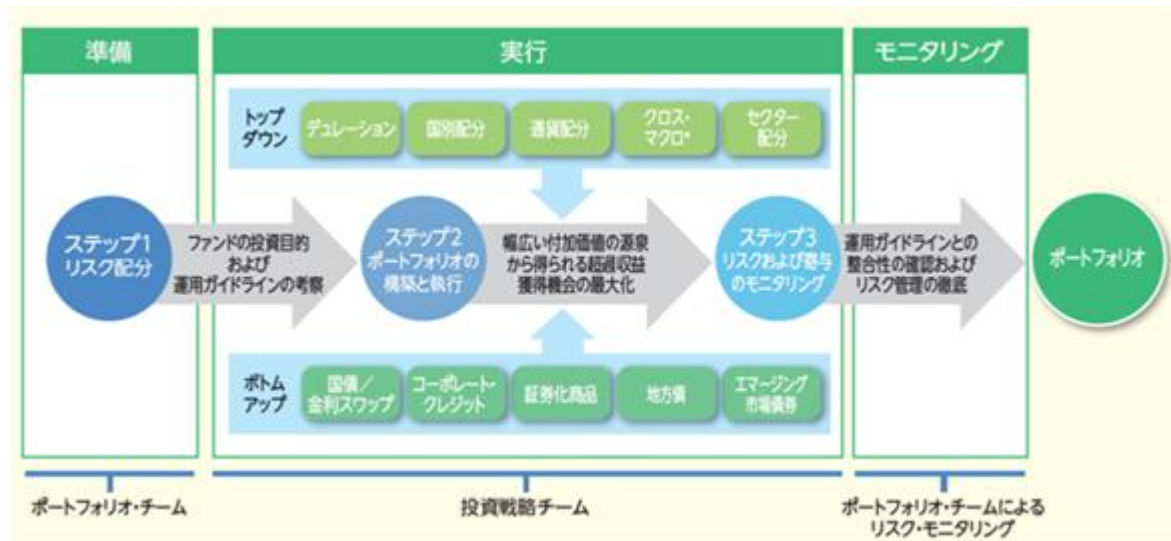 準備
実行
モニタリング
トップ
ダウン
デュレーション
国別配分
通貨配分
クロス・
マクロ*
セクター
配分
ステップ1
リスク配分
ファンドの投資目的
および
運用ガイドラインの考察
ステップ2
ポートフォリオの
構築と執行
幅広い付加価値の源泉
から得られる超過収益
獲得機会の最大化
ステップ3
リスクおよび寄与
のモニタリング
運用ガイドラインとの
整合性の確認および
リスク管理の徹底
ポートフォリオ
ボトム
アップ
国債／
金利スワップ
コーポレート・
クレジット
証券化商品
地方債
エマージング
市場債券
ポートフォリオ・チーム
投資戦略チーム
ポートフォリオ・チームによる
リスク・モニタリング